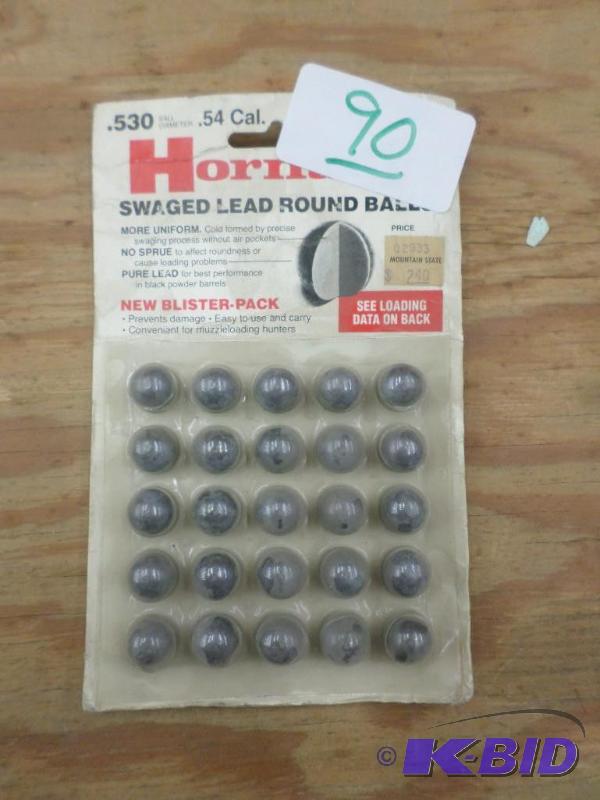 90
.530 BALL DIAMETER .54 Cal.
Horn
SWAGED LEAD ROUND BALLS
MORE UNIFORM. Cold formed by precise
swaging process without air pockets
NO SPRUE to affect roundness or
cause loading problems
PURE LEAD for best performance
in black powder barrels
PRICE
02933
MOUNTAIN STATE
$ 240
NEW BLISTER-PACK
• Prevents damage • Easy to use and carry
• Convenient for muzzleloading hunters
SEE LOADING
DATA ON BACK
© K-BID